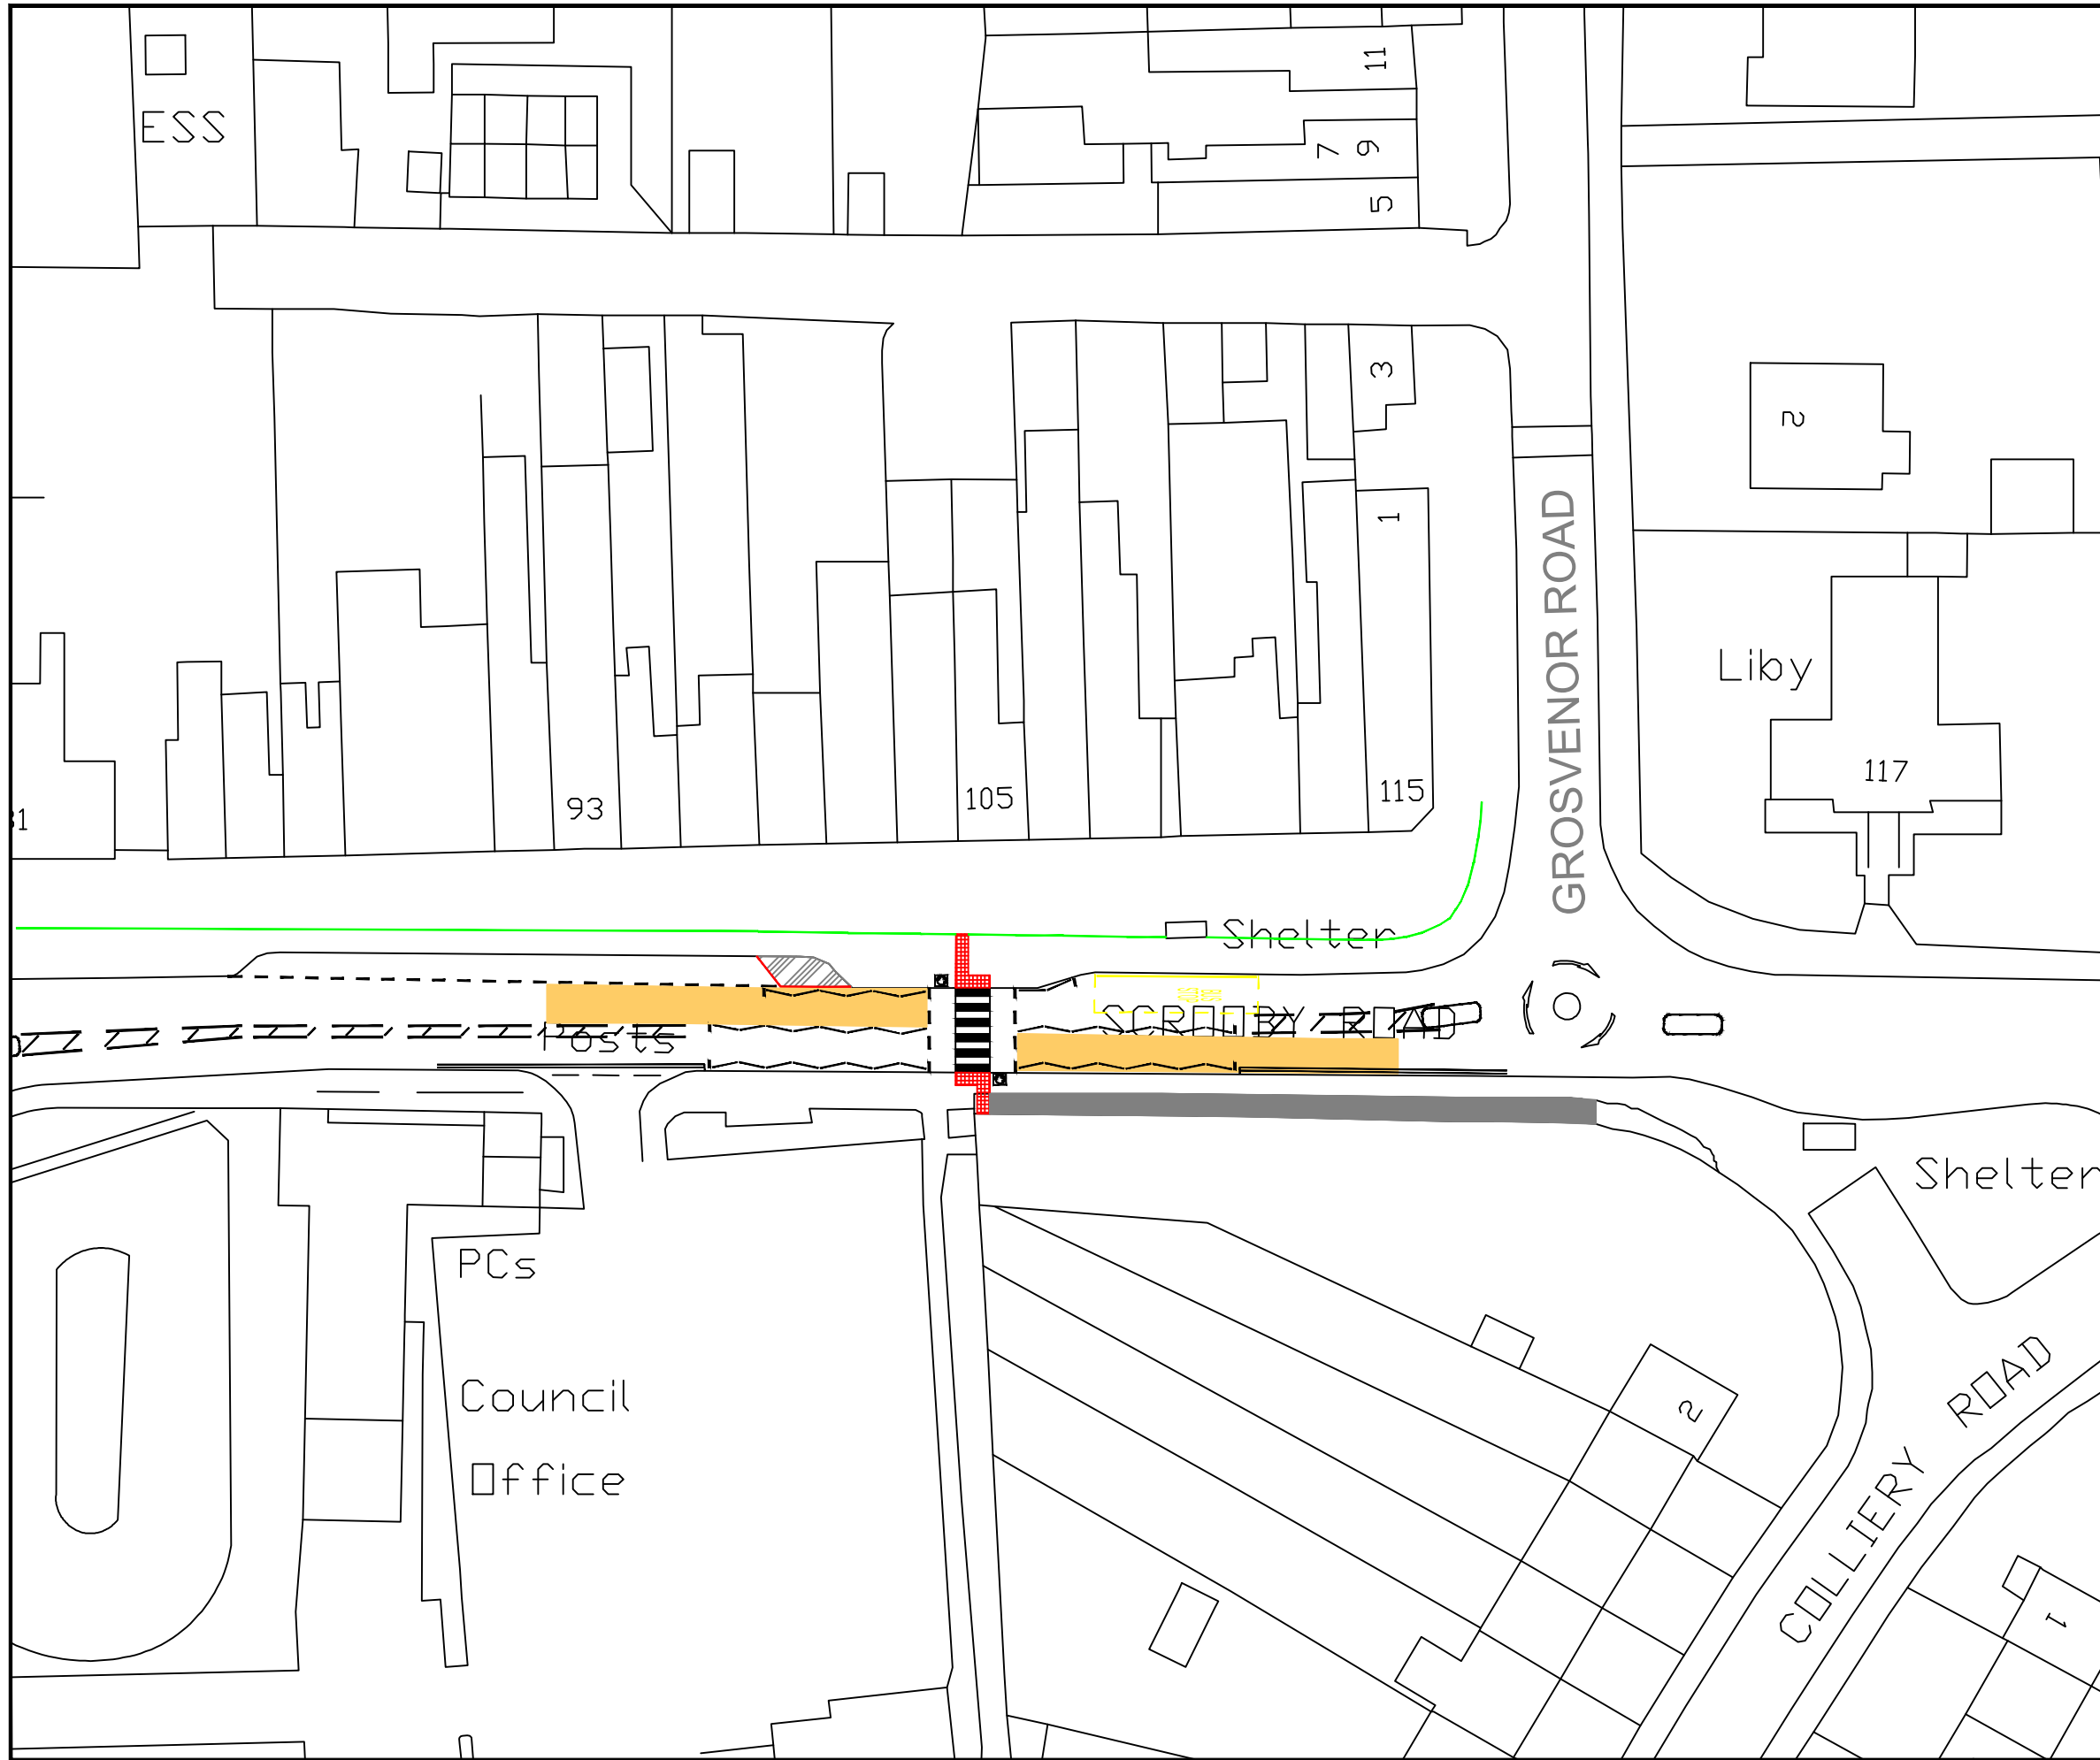 11
ESS
7
9
5
3
2
1
GROSVENOR ROAD
Liby
117
93
105
115
Shelter
SCROOBY ROAD
Posts
Shelter
PCs
Council
Office
ROAD
2
COLLIERY
1